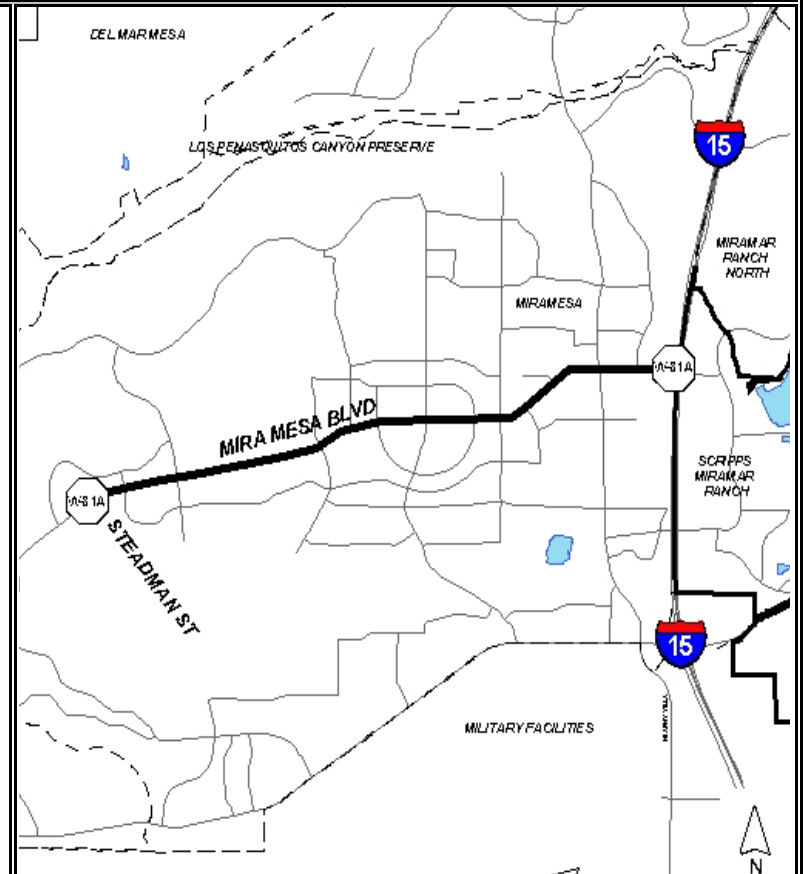 DEL MAR MESA
LOS PENASQUITOS CANYON PRESERVE
15
MIRAMAR
RANCH
NORTH
MIRA MESA
W-81A
MIRA MESA BLVD
SCRIPPS
MIRAMAR
RANCH
W-81A
STEADMAN ST
15
MILITARY FACILITIES
N